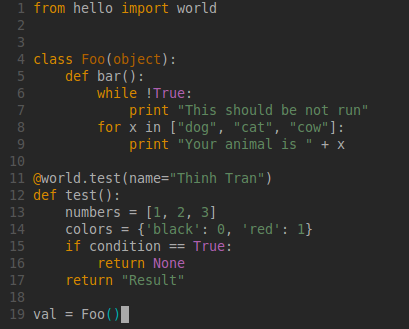 1 from hello import world
2
3
4 class Foo(object):
5     def bar():
6         while !True:
7             print "This should be not run"
8         for x in ["dog", "cat", "cow"]:
9             print "Your animal is " + x
10
11 @world.test(name="Thinh Tran")
12 def test():
13     numbers = [1, 2, 3]
14     colors = {'black': 0, 'red': 1}
15     if condition == True:
16         return None
17     return "Result"
18
19 val = Foo()